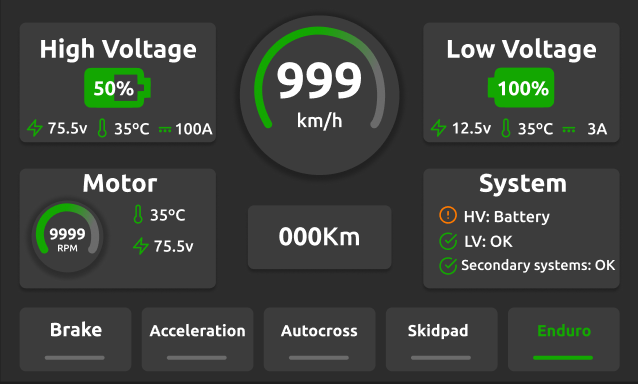 High Voltage
50%
75.5v 35ºC 100A
999
km/h
Low Voltage
100%
12.5v 35ºC 3A
Motor
9999
RPM
35ºC
75.5v
000Km
System
HV: Battery
LV: OK
Secondary systems: OK
Brake
Acceleration
Autocross
Skidpad
Enduro